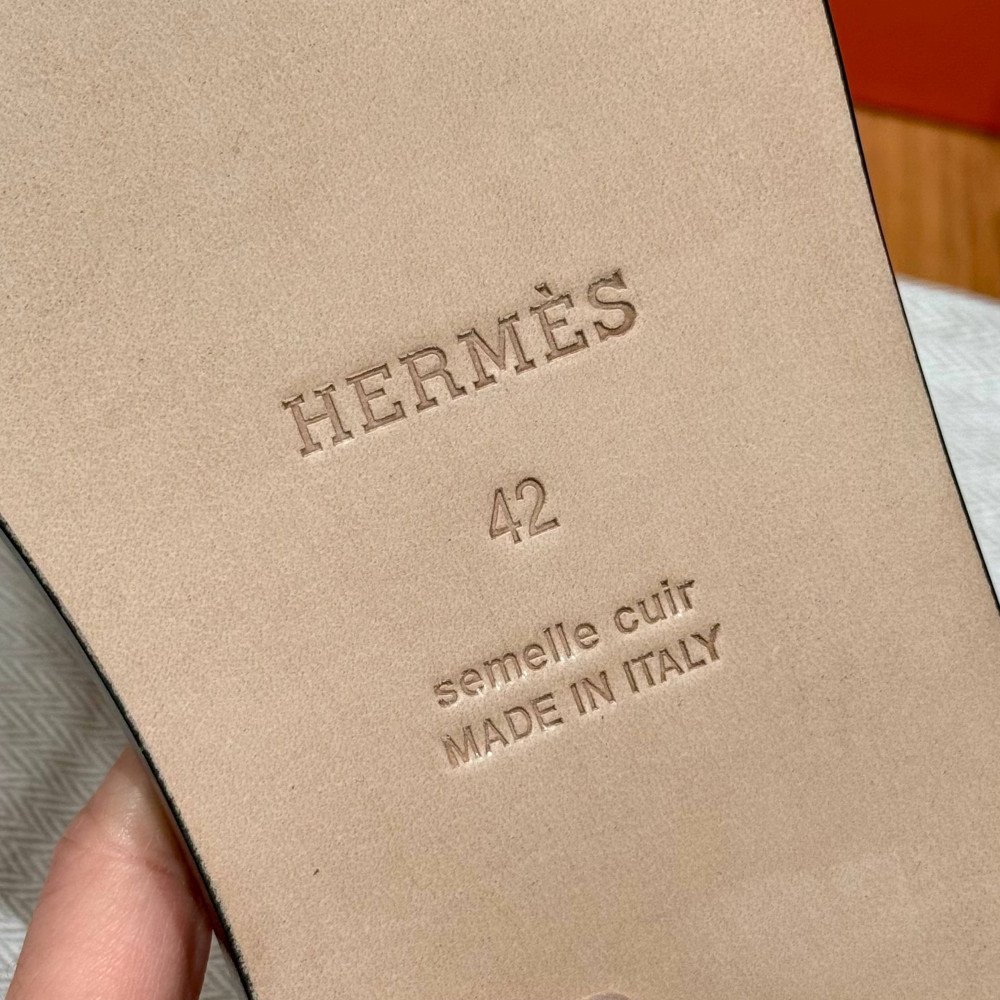 HERMÈS
42
semelle cuir
MADE IN ITALY